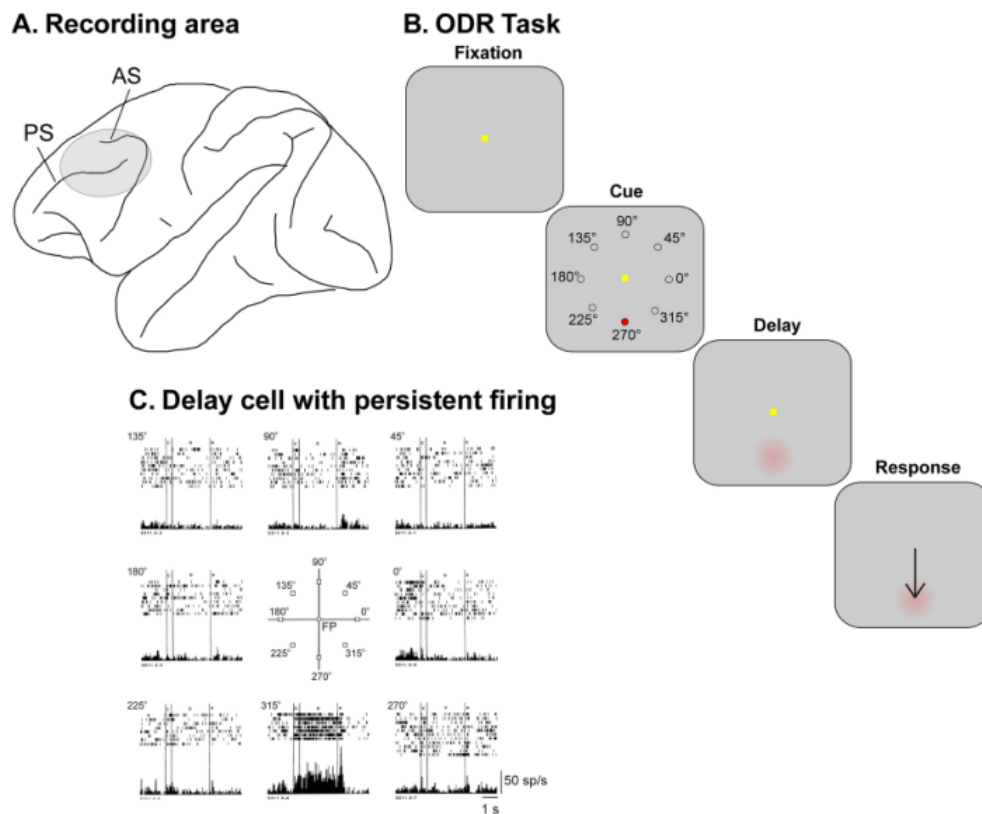 A. Recording area
AS
PS
B. ODR Task
Fixation
Cue
90°
135°
45°
180°
0°
225°
315°
270°
Delay
Response
C. Delay cell with persistent firing
135°
90°
45°
180°
90°
135°
45°
180°
0°
FP
225°
315°
270°
0°
225°
315°
270°
50 sp/s
1 s